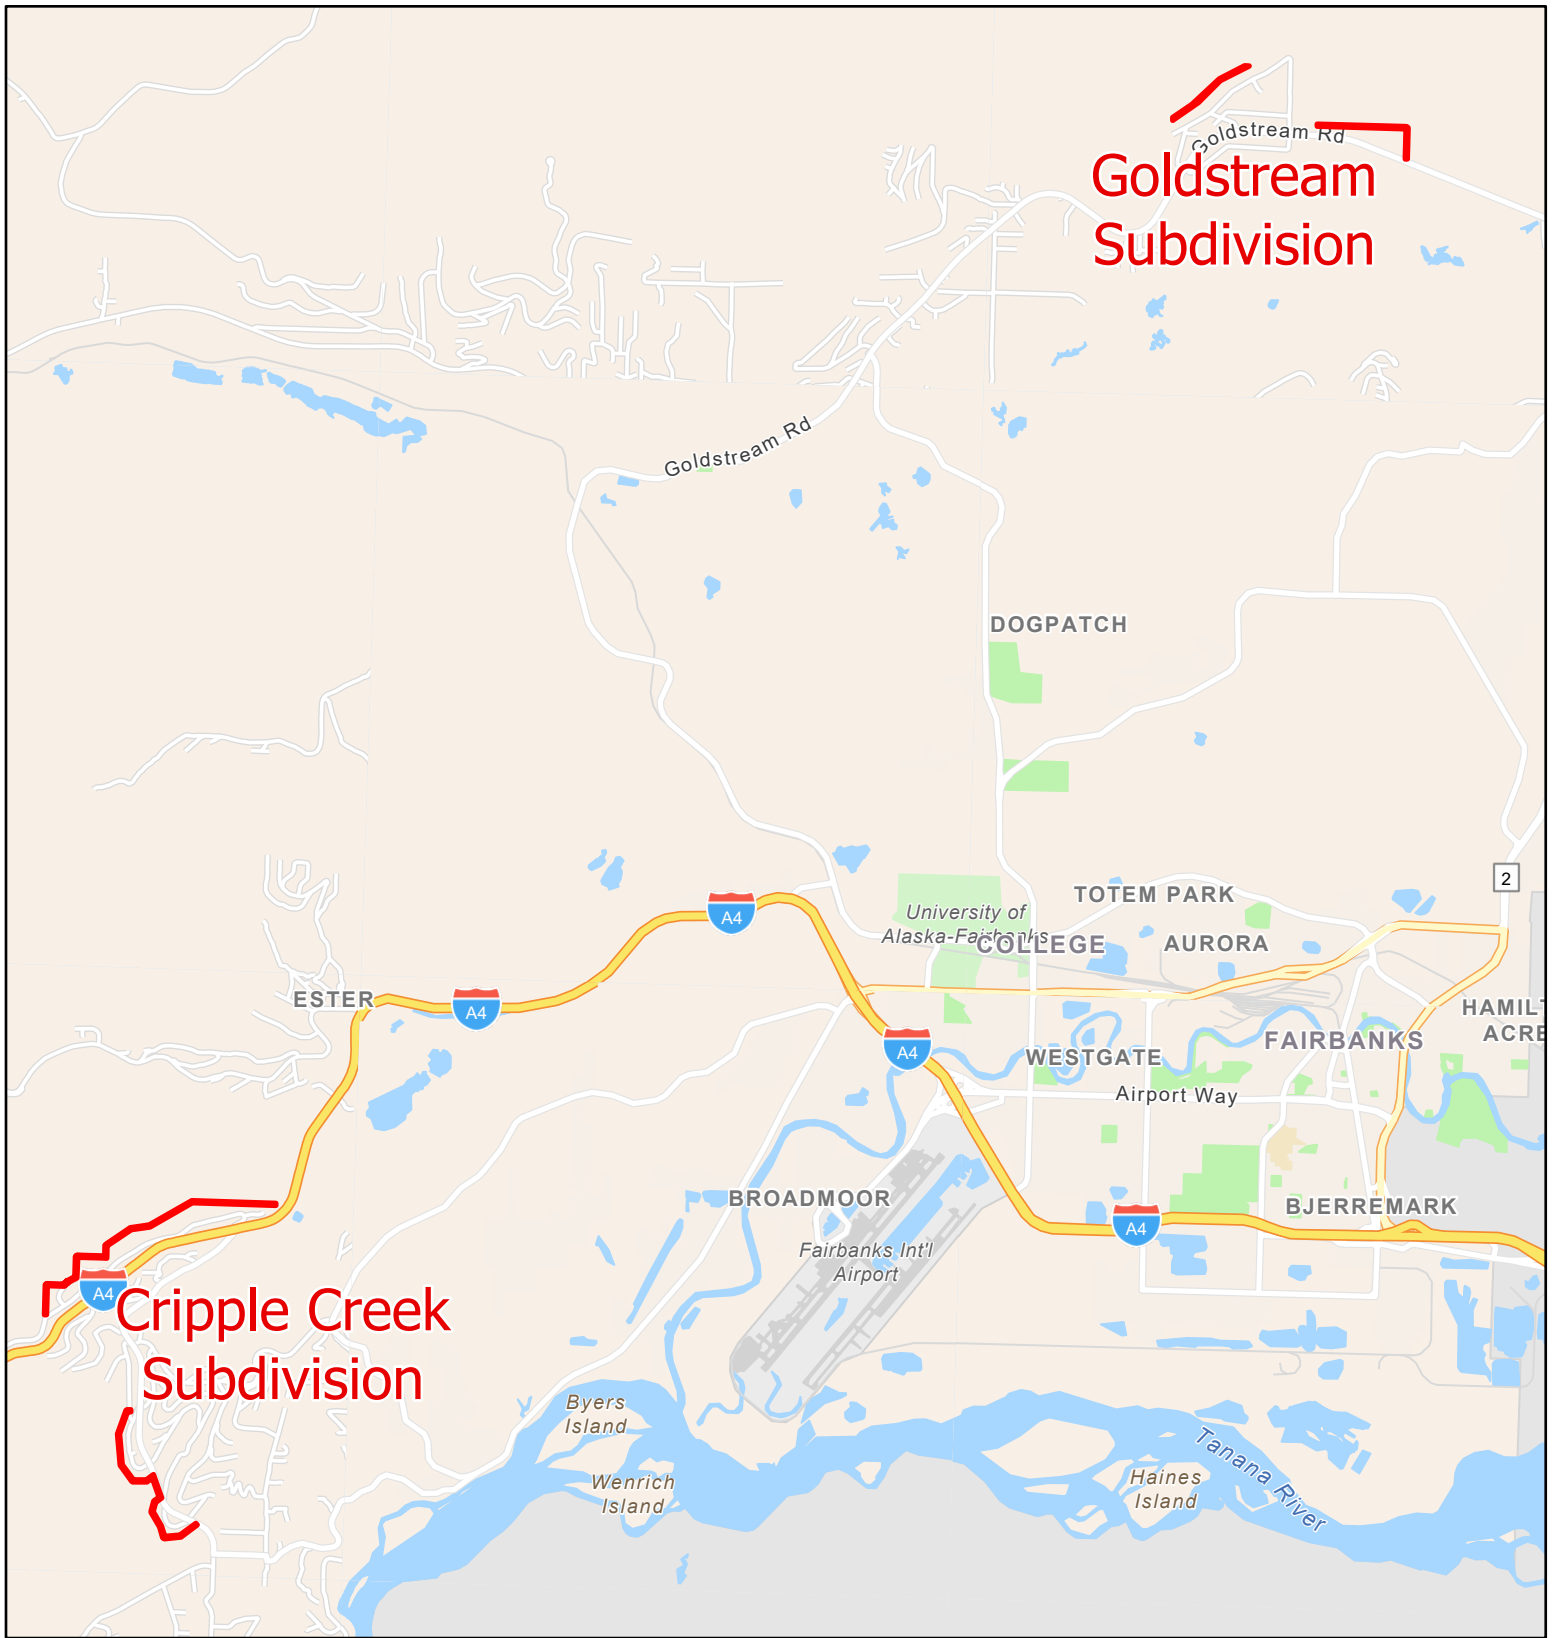 Goldstream Rd
Goldstream
Subdivision
Goldstream Rd
DOGPATCH
2
A4
TOTEM PARK
University of
Alaska-Fairbanks
COLLEGE
AURORA
ESTER
A4
HAMILT
ACRE
A4
WESTGATE
FAIRBANKS
Airport Way
BROADMOOR
BJERREMARK
A4
Fairbanks Int'l
Airport
A4
Cripple Creek
Subdivision
Byers
Island
Wenrich
Island
Haines
Island
Tanana River